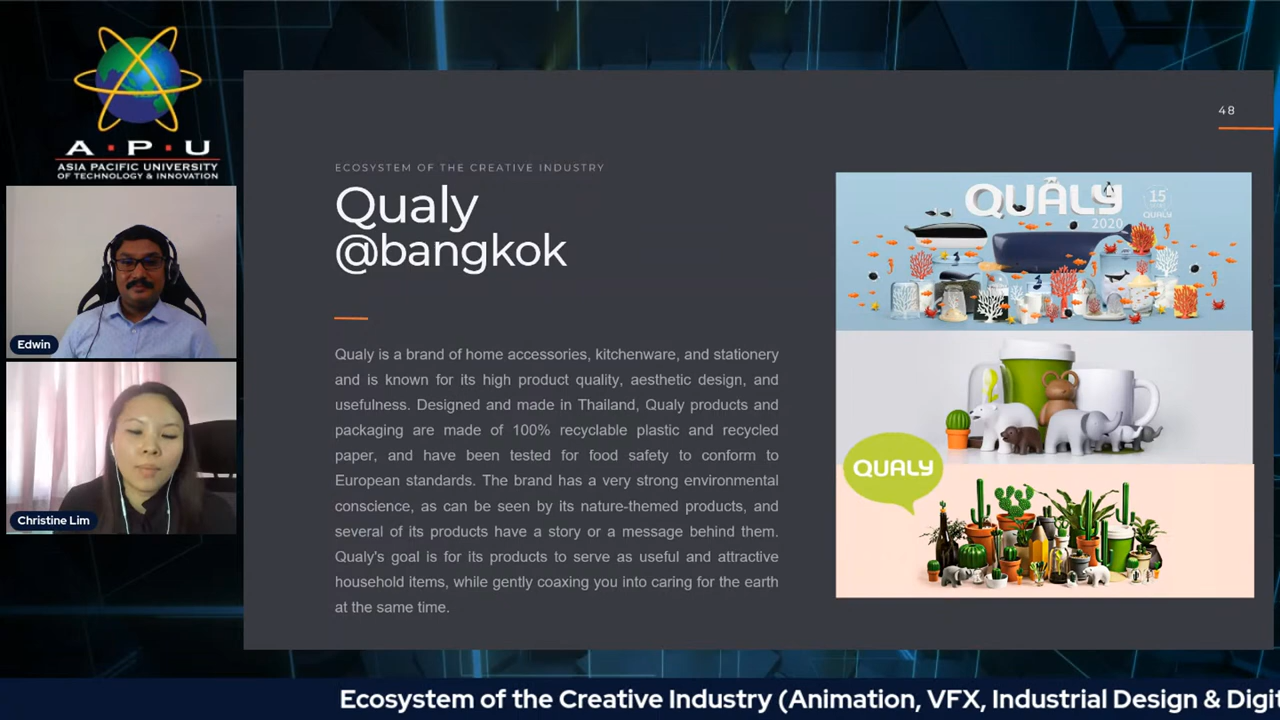 A·P·U
ASIA PACIFIC UNIVERSITY
OF TECHNOLOGY & INNOVATION
Edwin
Christine Lim
48
ECOSYSTEM OF THE CREATIVE INDUSTRY
Qualy
@bangkok
Qualy is a brand of home accessories, kitchenware, and stationery
and is known for its high product quality, aesthetic design, and
usefulness. Designed and made in Thailand, Qualy products and
packaging are made of 100% recyclable plastic and recycled
paper, and have been tested for food safety to conform to
European standards. The brand has a very strong environmental
conscience, as can be seen by its nature-themed products, and
several of its products have a story or a message behind them.
Qualy's goal is for its products to serve as useful and attractive
household items, while gently coaxing you into caring for the earth
at the same time.
QUALY
2020
15
QUALY
QUALY
Ecosystem of the Creative Industry (Animation, VFX, Industrial Design & Digit